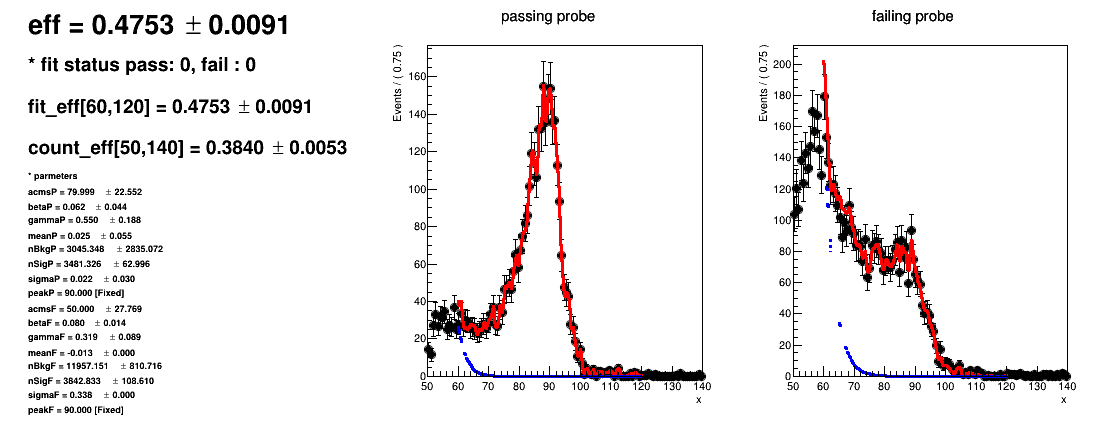 eff = 0.4753 ± 0.0091
* fit status pass: 0, fail : 0
fit_eff[60,120] = 0.4753 ± 0.0091
count_eff[50,140] = 0.3840 ± 0.0053
* parmeters
acmsP = 79.999 ± 22.552
betaP = 0.062 ± 0.044
gammaP = 0.550 ± 0.188
meanP = 0.025 ± 0.055
nBkgP = 3045.348 ± 2835.072
nSigP = 3481.326 ± 62.996
sigmaP = 0.022 ± 0.030
peakP = 90.000 [Fixed]
acmsF = 50.000 ± 27.769
betaF = 0.080 ± 0.014
gammaF = 0.319 ± 0.089
meanF = -0.013 ± 0.000
nBkgF = 11957.151 ± 810.716
nSigF = 3842.833 ± 108.610
sigmaF = 0.338 ± 0.000
peakF = 90.000 [Fixed]
passing probe
Events / ( 0.75 )
160
140
120
100
80
60
40
20
0
50 60 70 80 90 100 110 120 130 140
x
failing probe
Events / ( 0.75 )
200
180
160
140
120
100
80
60
40
20
0
50 60 70 80 90 100 110 120 130 140
x